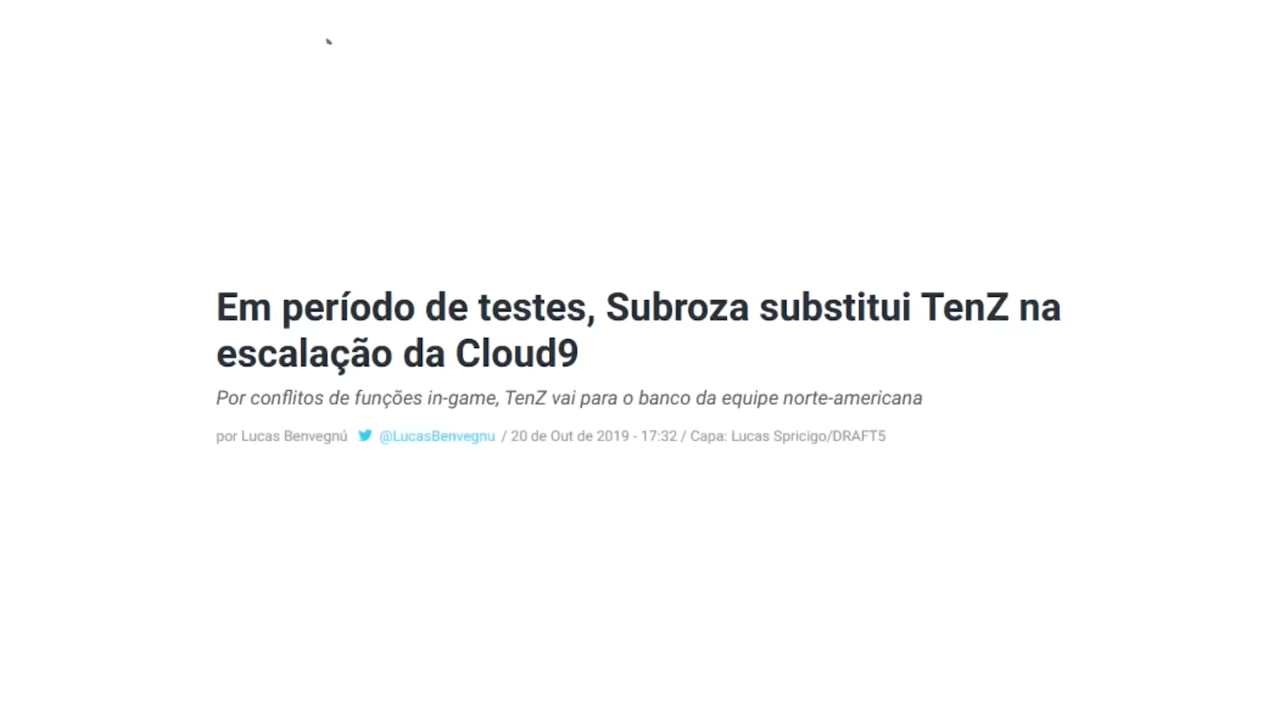 Em período de testes, Subroza substitui TenZ na
escalação da Cloud9
Por conflitos de funções in-game, TenZ vai para o banco da equipe norte-americana
por Lucas Benvegnú @LucasBenvegnu / 20 de Out de 2019 - 17:32 / Capa: Lucas Spricigo/DRAFT5